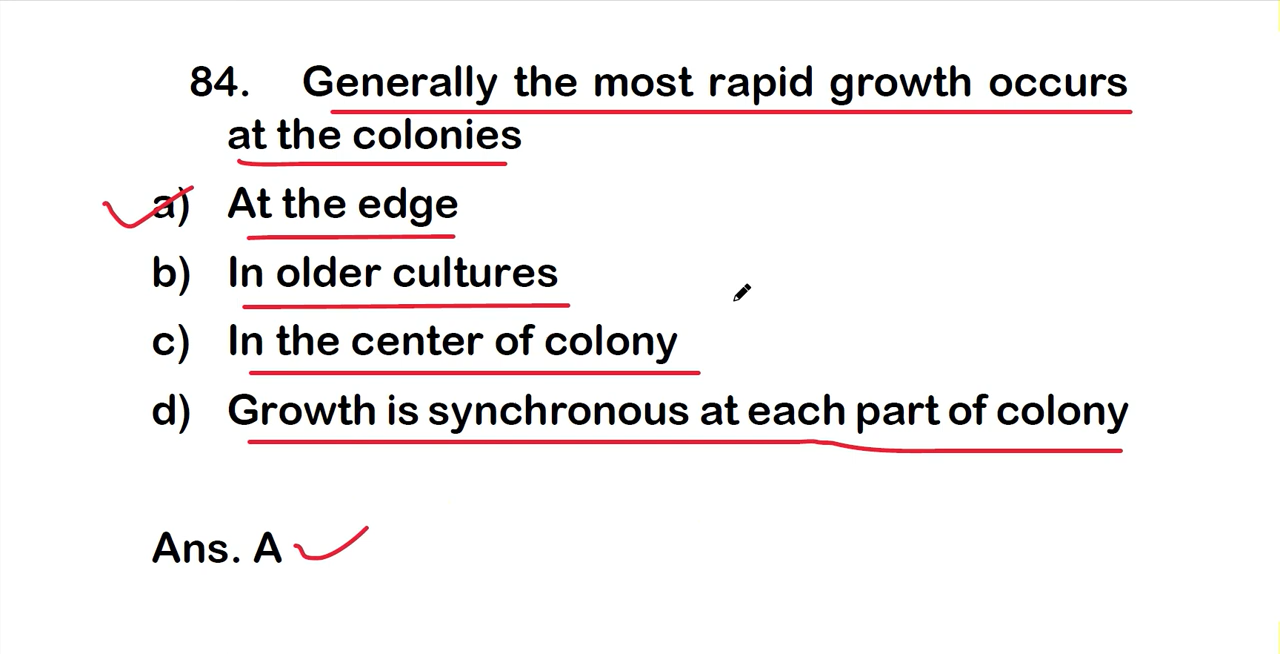 84. Generally the most rapid growth occurs
at the colonies
a) At the edge
b) In older cultures
c) In the center of colony
d) Growth is synchronous at each part of colony
Ans. A